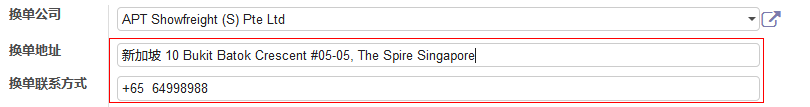 换单公司 APT Showfreight (S) Pte Ltd
换单地址 新加坡 10 Bukit Batok Crescent #05-05, The Spire Singapore
换单联系方式 +65  64998988